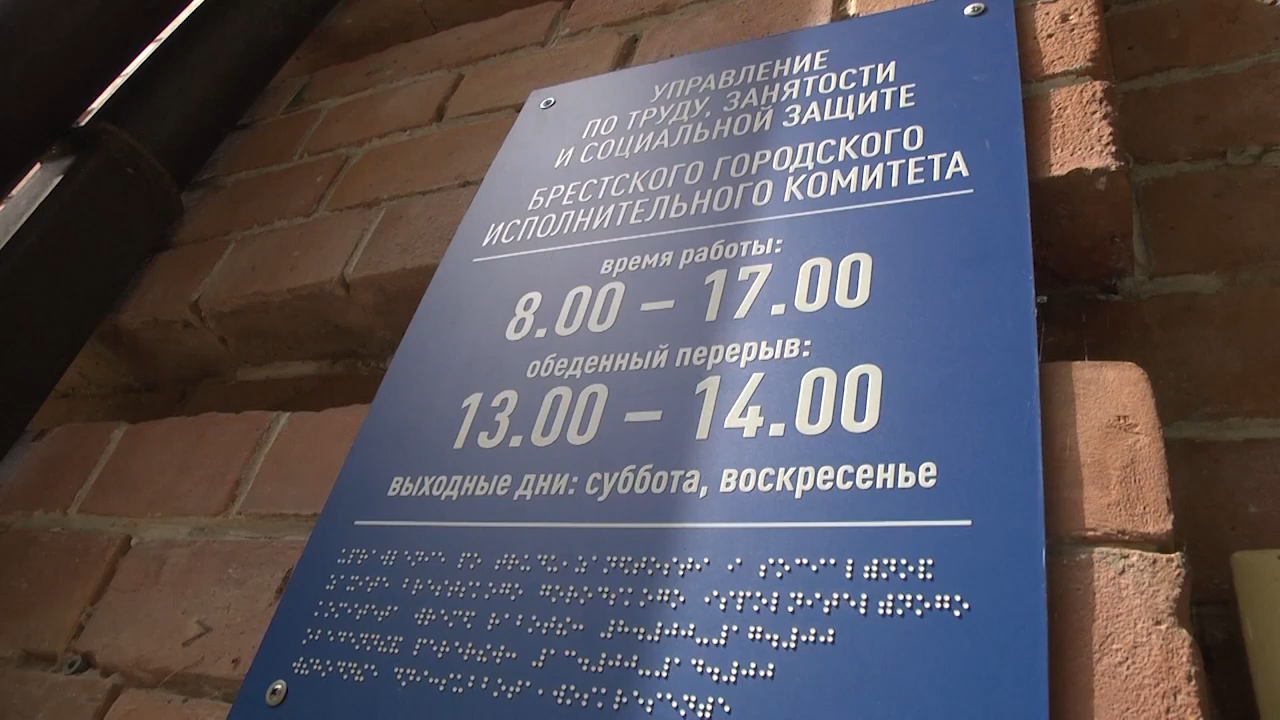 УПРАВЛЕНИЕ
ПО ТРУДУ, ЗАНЯТОСТИ
И СОЦИАЛЬНОЙ ЗАЩИТЕ
БРЕСТСКОГО ГОРОДСКОГО
ИСПОЛНИТЕЛЬНОГО КОМИТЕТА
время работы:
8.00 – 17.00
обеденный перерыв:
13.00 – 14.00
выходные дни: суббота, воскресенье